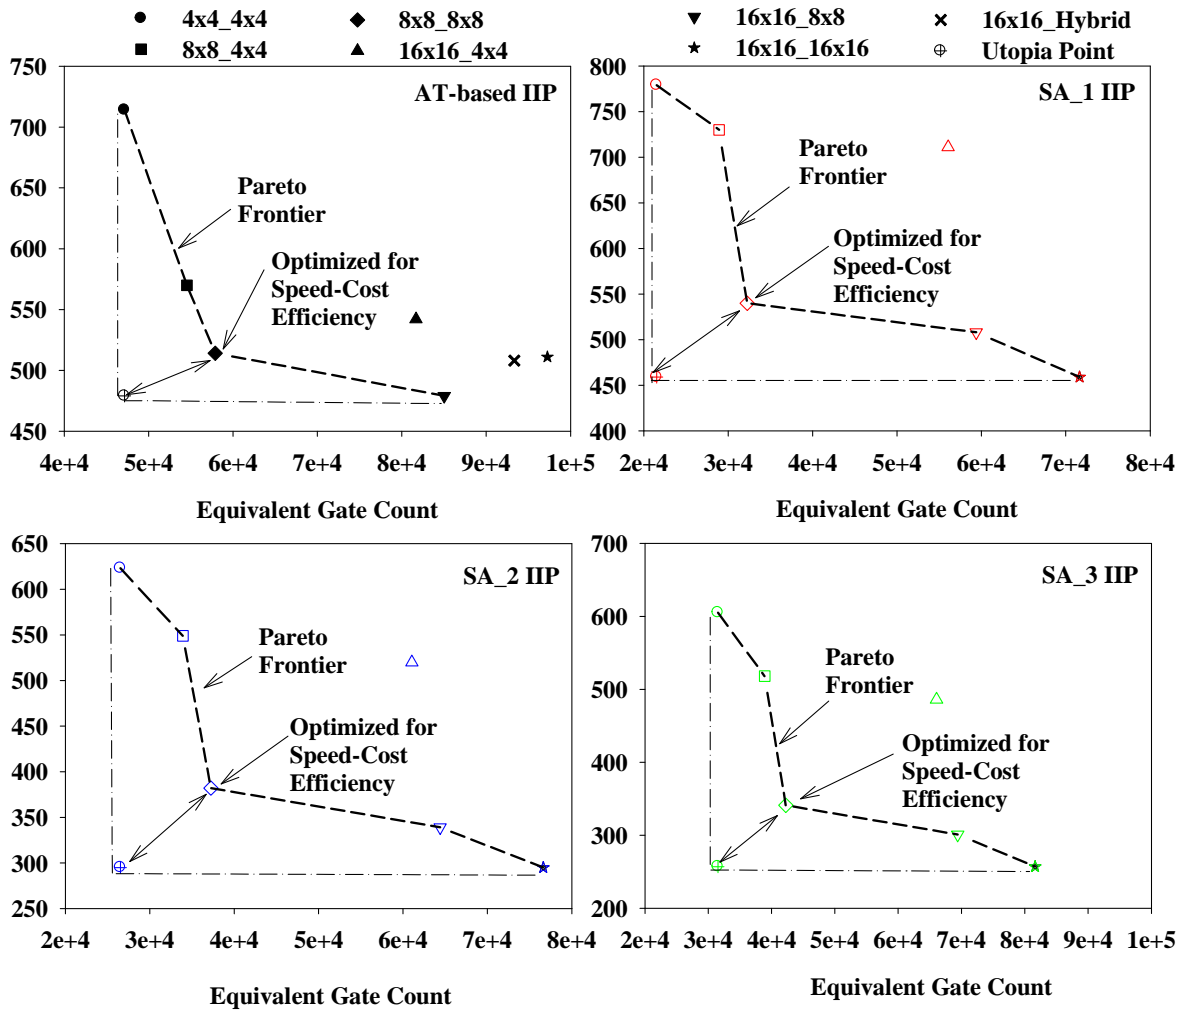 4x4_4x4
8x8_8x8
16x16_8x8
16x16_Hybrid
8x8_4x4
16x16_4x4
16x16_16x16
Utopia Point
750
700
650
600
550
500
450
AT-based IIP
Pareto
Frontier
Optimized for
Speed-Cost
Efficiency
4e+4
5e+4
6e+4
7e+4
8e+4
9e+4
1e+5
Equivalent Gate Count
800
750
700
650
600
550
500
450
400
SA_1 IIP
Pareto
Frontier
Optimized for
Speed-Cost
Efficiency
2e+4
3e+4
4e+4
5e+4
6e+4
7e+4
8e+4
Equivalent Gate Count
650
600
550
500
450
400
350
300
250
SA_2 IIP
Pareto
Frontier
Optimized for
Speed-Cost
Efficiency
2e+4
3e+4
4e+4
5e+4
6e+4
7e+4
8e+4
Equivalent Gate Count
700
600
500
400
300
200
SA_3 IIP
Pareto
Frontier
Optimized for
Speed-Cost
Efficiency
2e+4
3e+4
4e+4
5e+4
6e+4
7e+4
8e+4
9e+4
1e+5
Equivalent Gate Count